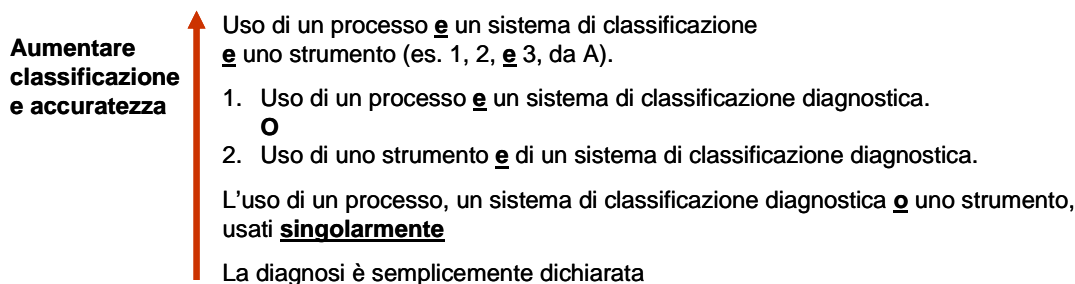 Aumentare
classificazione
e accuratezza
Uso di un processo e un sistema di classificazione
e uno strumento (es. 1, 2, e 3, da A).
1. Uso di un processo e un sistema di classificazione diagnostica.
O
2. Uso di uno strumento e di un sistema di classificazione diagnostica.
L'uso di un processo, un sistema di classificazione diagnostica o uno strumento,
usati singolarmente
La diagnosi è semplicemente dichiarata